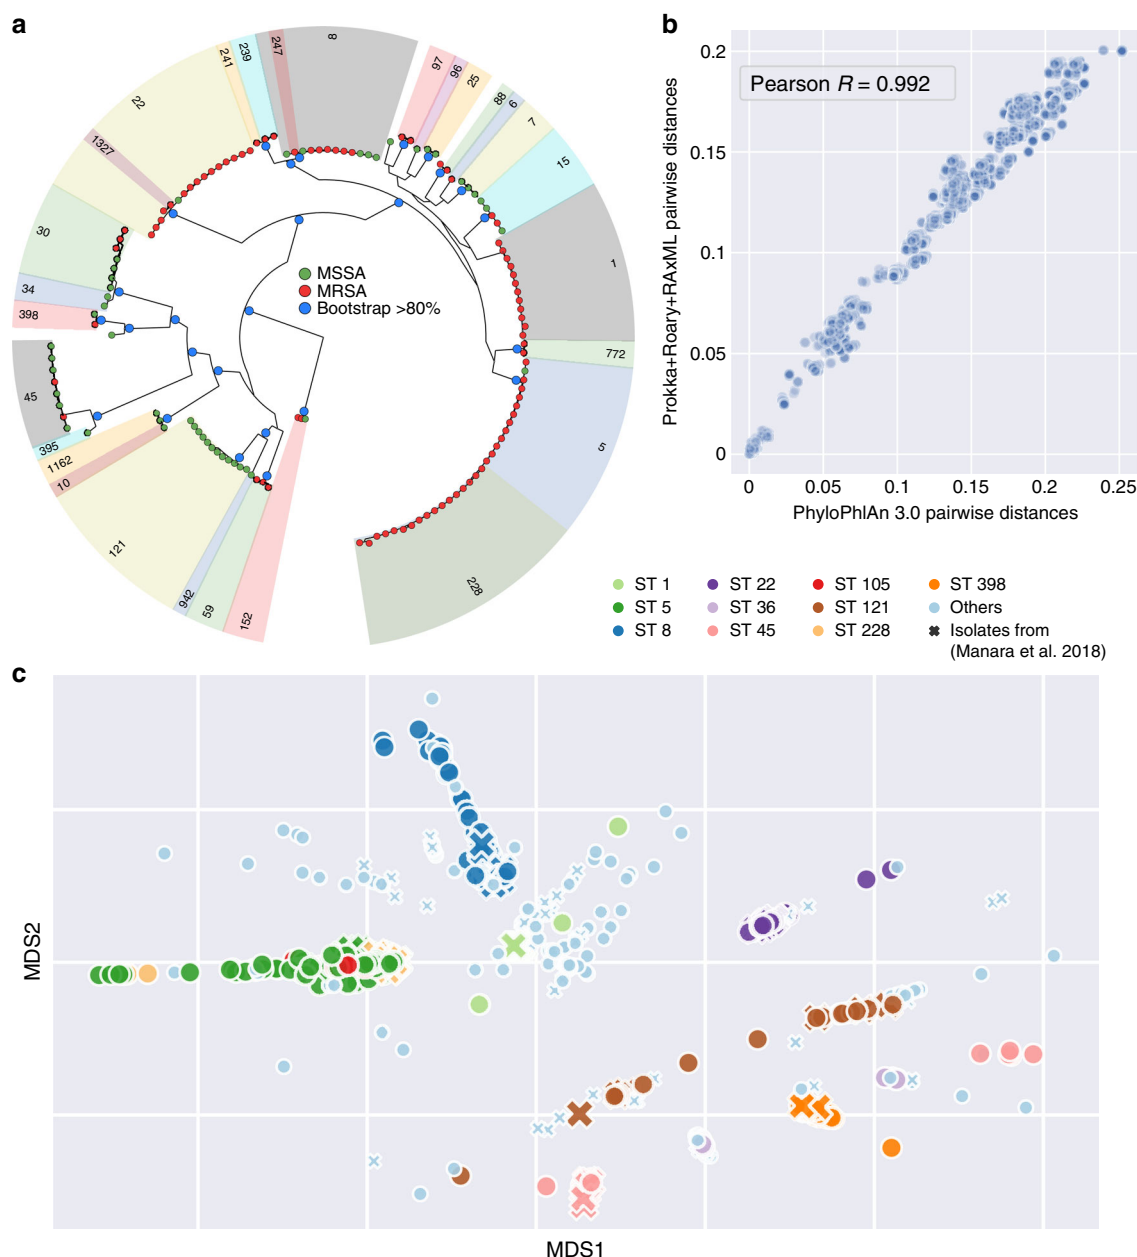 a
8
247
239
241
22
1327
30
34
398
45
395
1162
10
121
942
59
152
228
5
772
1
15
7
6
88
25
96
97
MSSA
MRSA
Bootstrap >80%
b
Pearson R = 0.992
Prokka+Roary+RAxML pairwise distances
0.2
0.15
0.1
0.05
0
0 0.05 0.1 0.15 0.2 0.25
PhyloPhlAn 3.0 pairwise distances
ST 1 ST 22 ST 105 ST 398
ST 5 ST 36 ST 121 Others
ST 8 ST 45 ST 228 Isolates from
(Manara et al. 2018)
c
MDS2
MDS1